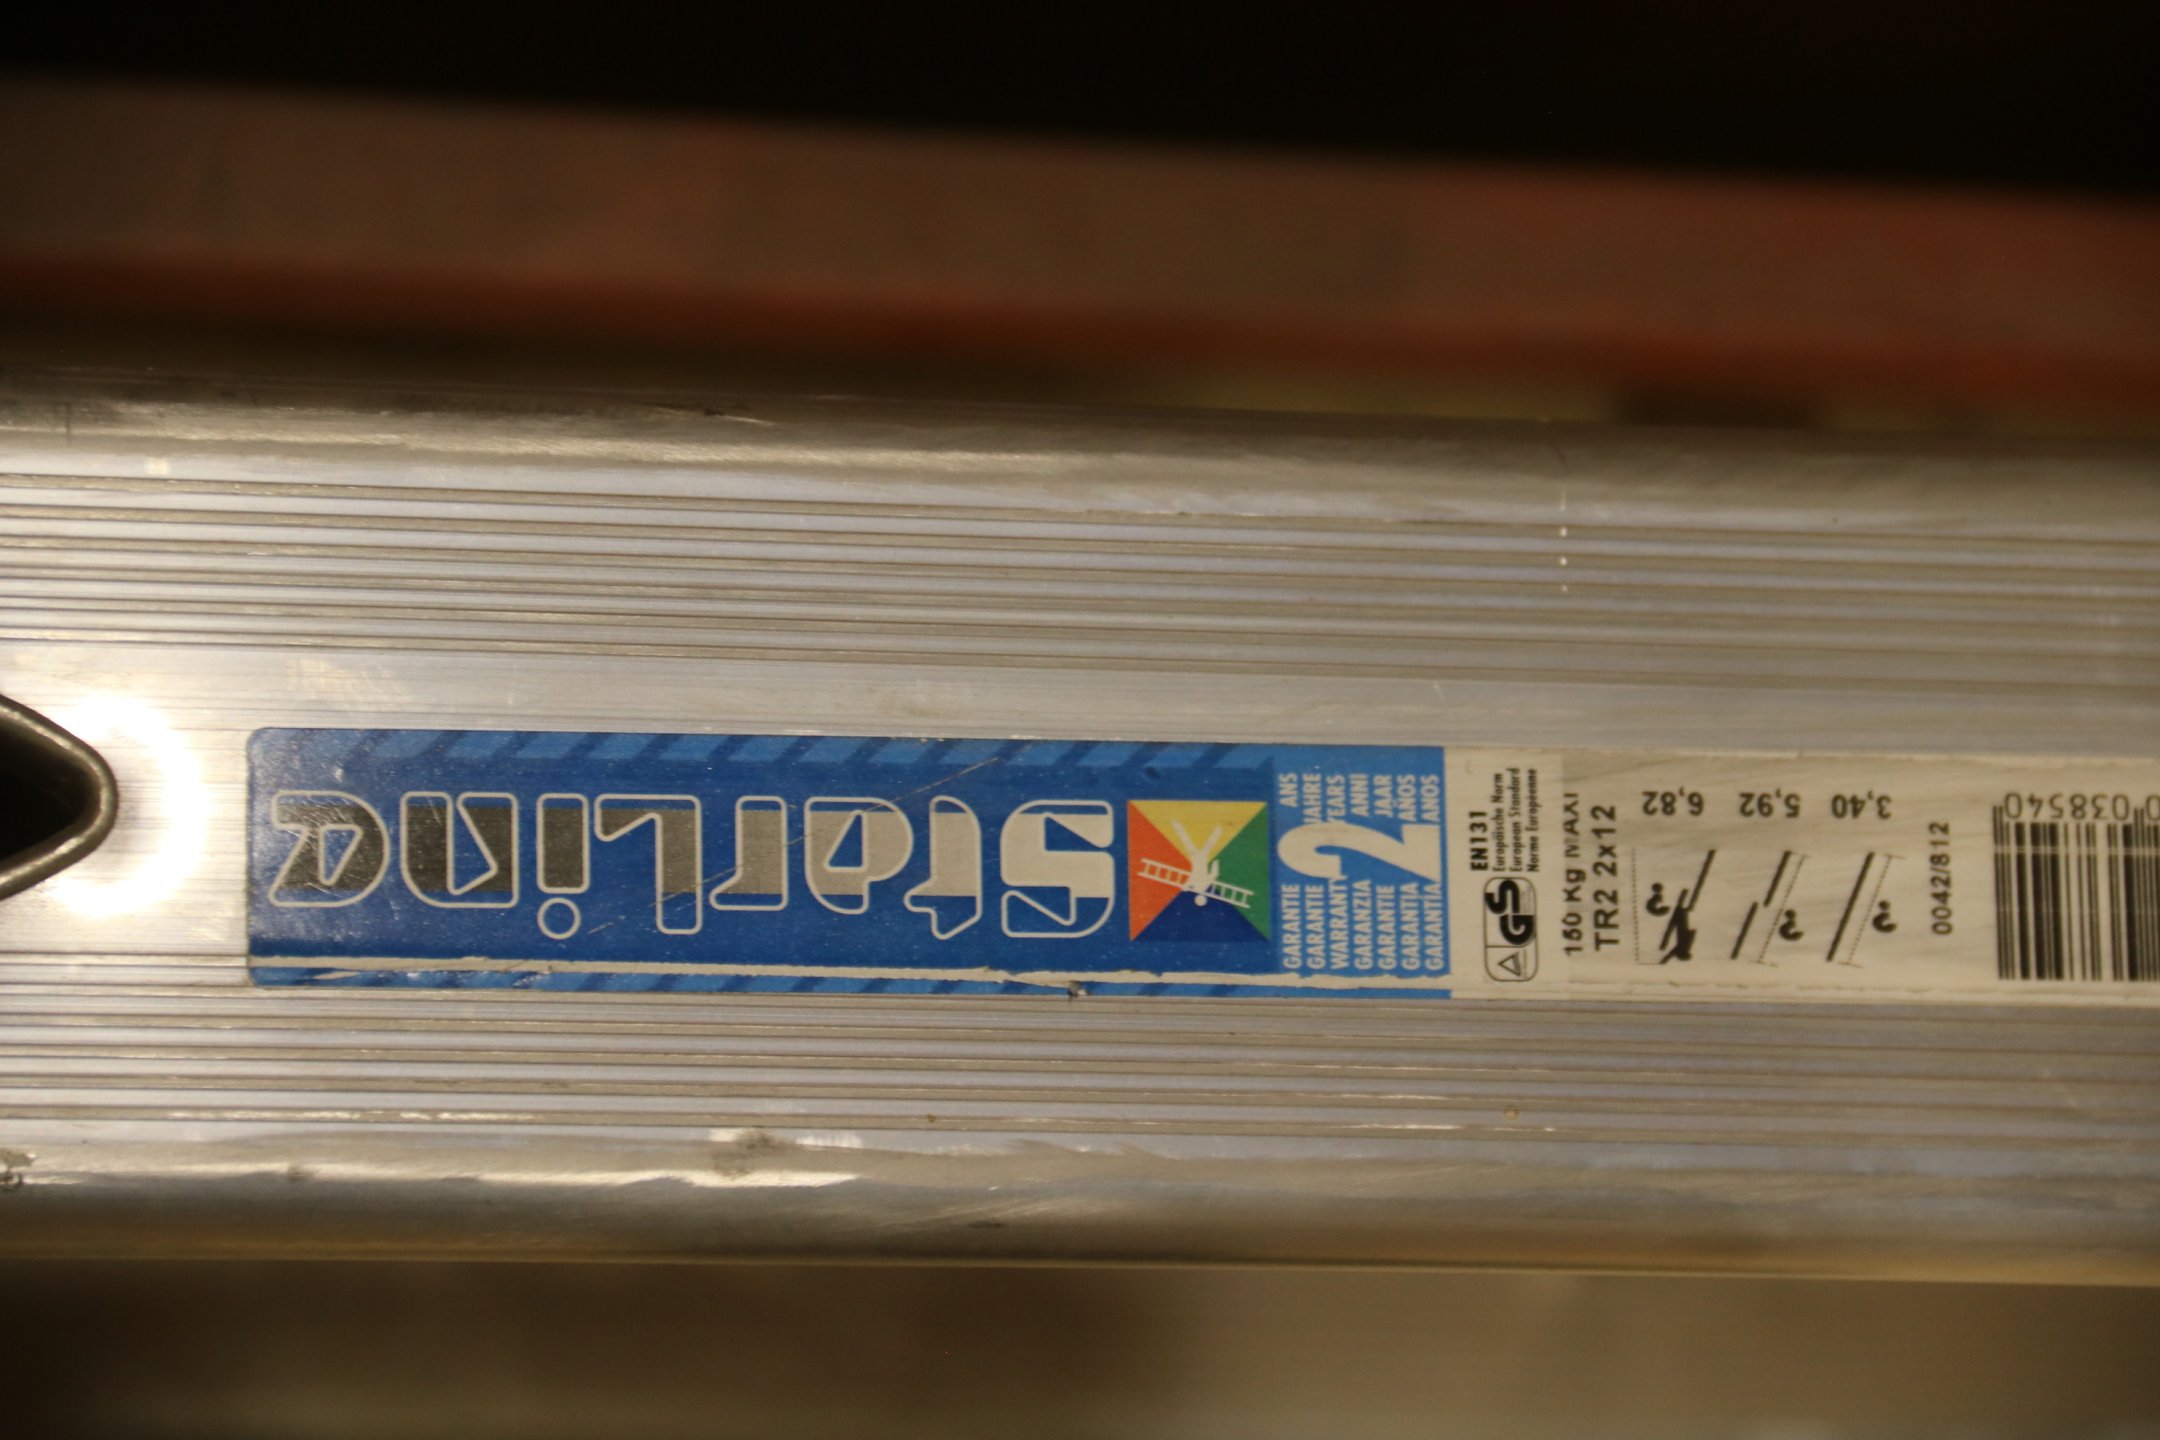 StarLine
GARANTIE 2 ANS
GARANTIE JAHRE
WARRANTY YEARS
GARANZIA ANNI
GARANTIE JAAR
GARANTIA AÑOS
GARANTÍA ANOS
GS
EN131
Europäische Norm
European Standard
Norme Européenne
150 Kg MAXI
TR2 2x12
6,82
5,92
3,40
0042/812
038540